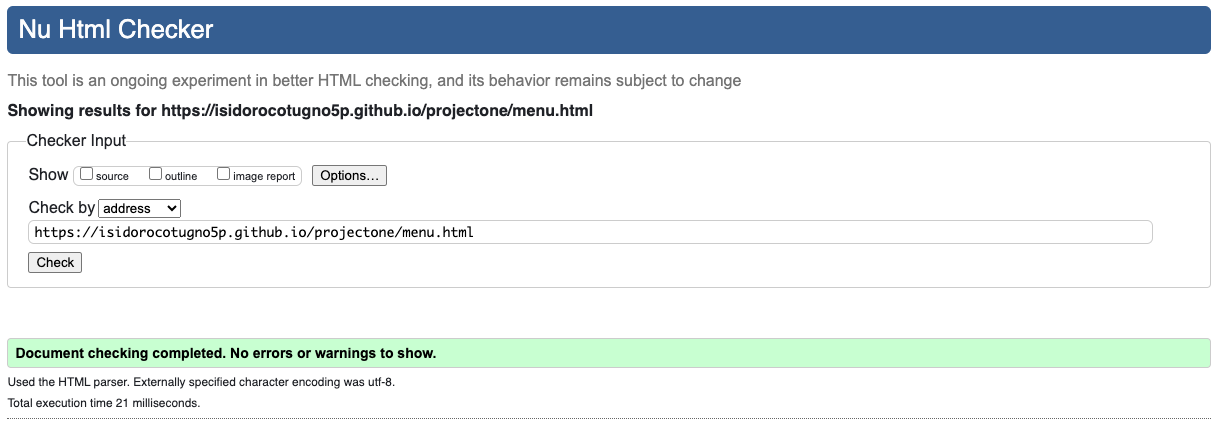 Nu Html Checker
This tool is an ongoing experiment in better HTML checking, and its behavior remains subject to change
Showing results for https://isidorocotugno5p.github.io/projectone/menu.html
Checker Input
Show source outline image report Options...
Check by address
https://isidorocotugno5p.github.io/projectone/menu.html
Check
Document checking completed. No errors or warnings to show.
Used the HTML parser. Externally specified character encoding was utf-8.
Total execution time 21 milliseconds.